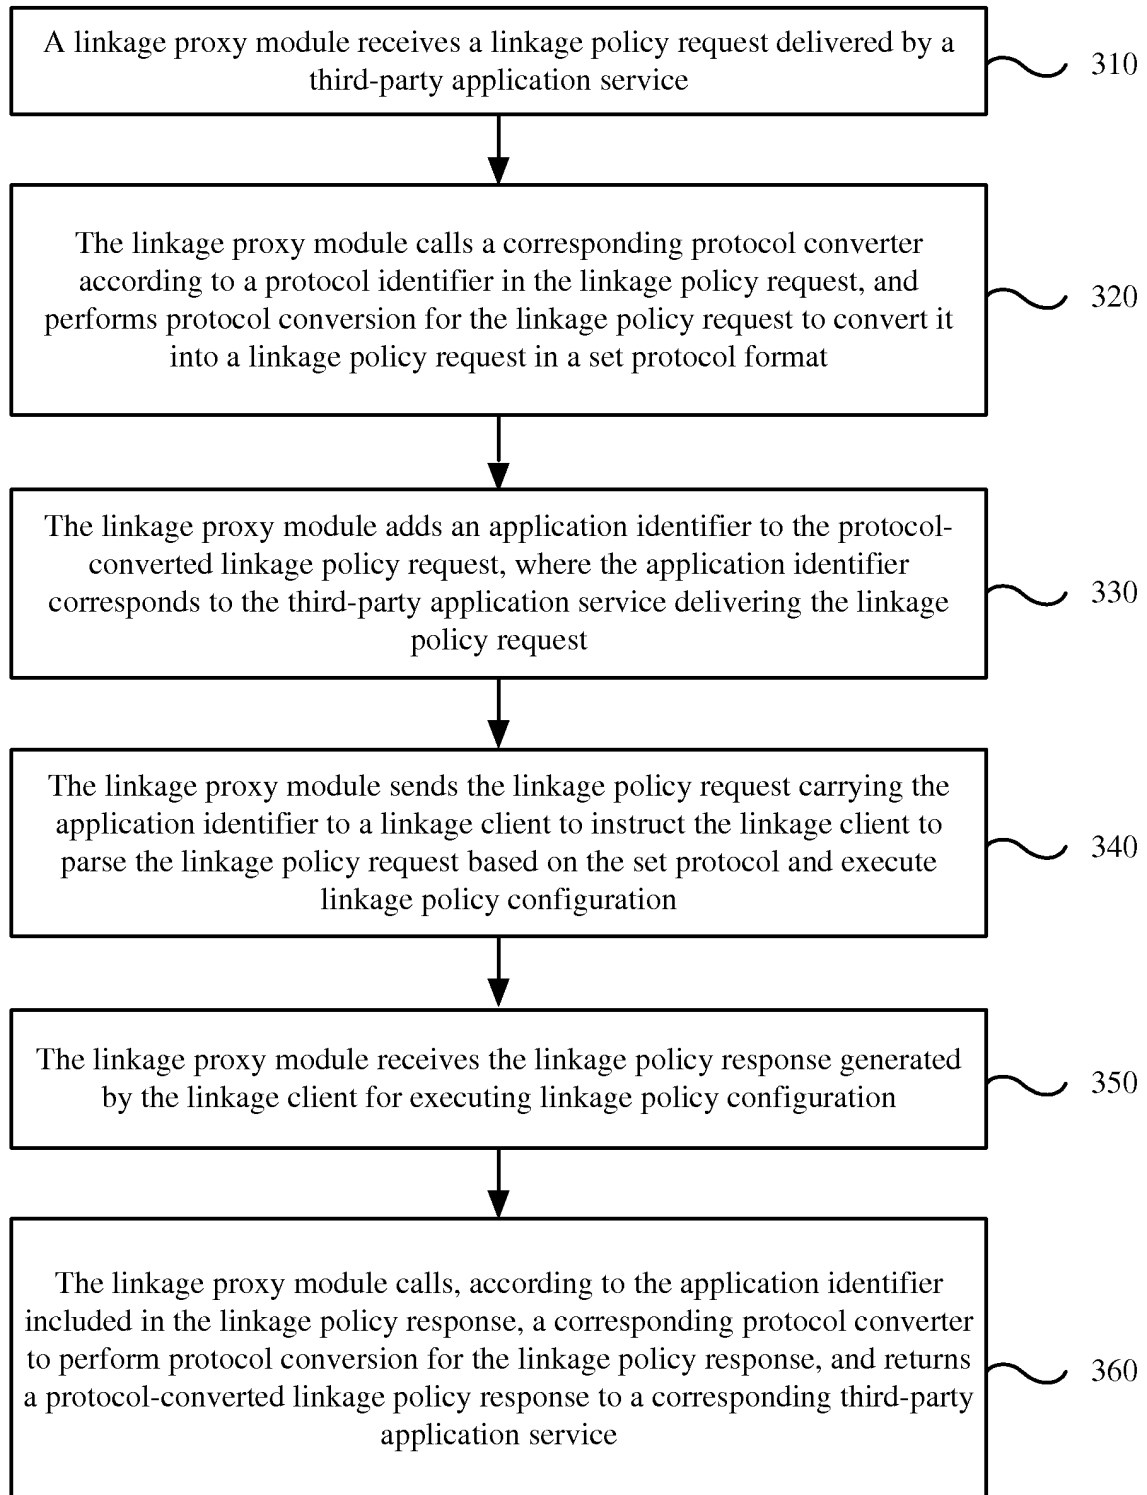 A linkage proxy module receives a linkage policy request delivered by a
third-party application service
310
The linkage proxy module calls a corresponding protocol converter
according to a protocol identifier in the linkage policy request, and
performs protocol conversion for the linkage policy request to convert it
into a linkage policy request in a set protocol format
320
The linkage proxy module adds an application identifier to the protocol-
converted linkage policy request, where the application identifier
corresponds to the third-party application service delivering the linkage
policy request
330
The linkage proxy module sends the linkage policy request carrying the
application identifier to a linkage client to instruct the linkage client to
parse the linkage policy request based on the set protocol and execute
linkage policy configuration
340
The linkage proxy module receives the linkage policy response generated
by the linkage client for executing linkage policy configuration
350
The linkage proxy module calls, according to the application identifier
included in the linkage policy response, a corresponding protocol converter
to perform protocol conversion for the linkage policy response, and returns
a protocol-converted linkage policy response to a corresponding third-party
application service
360